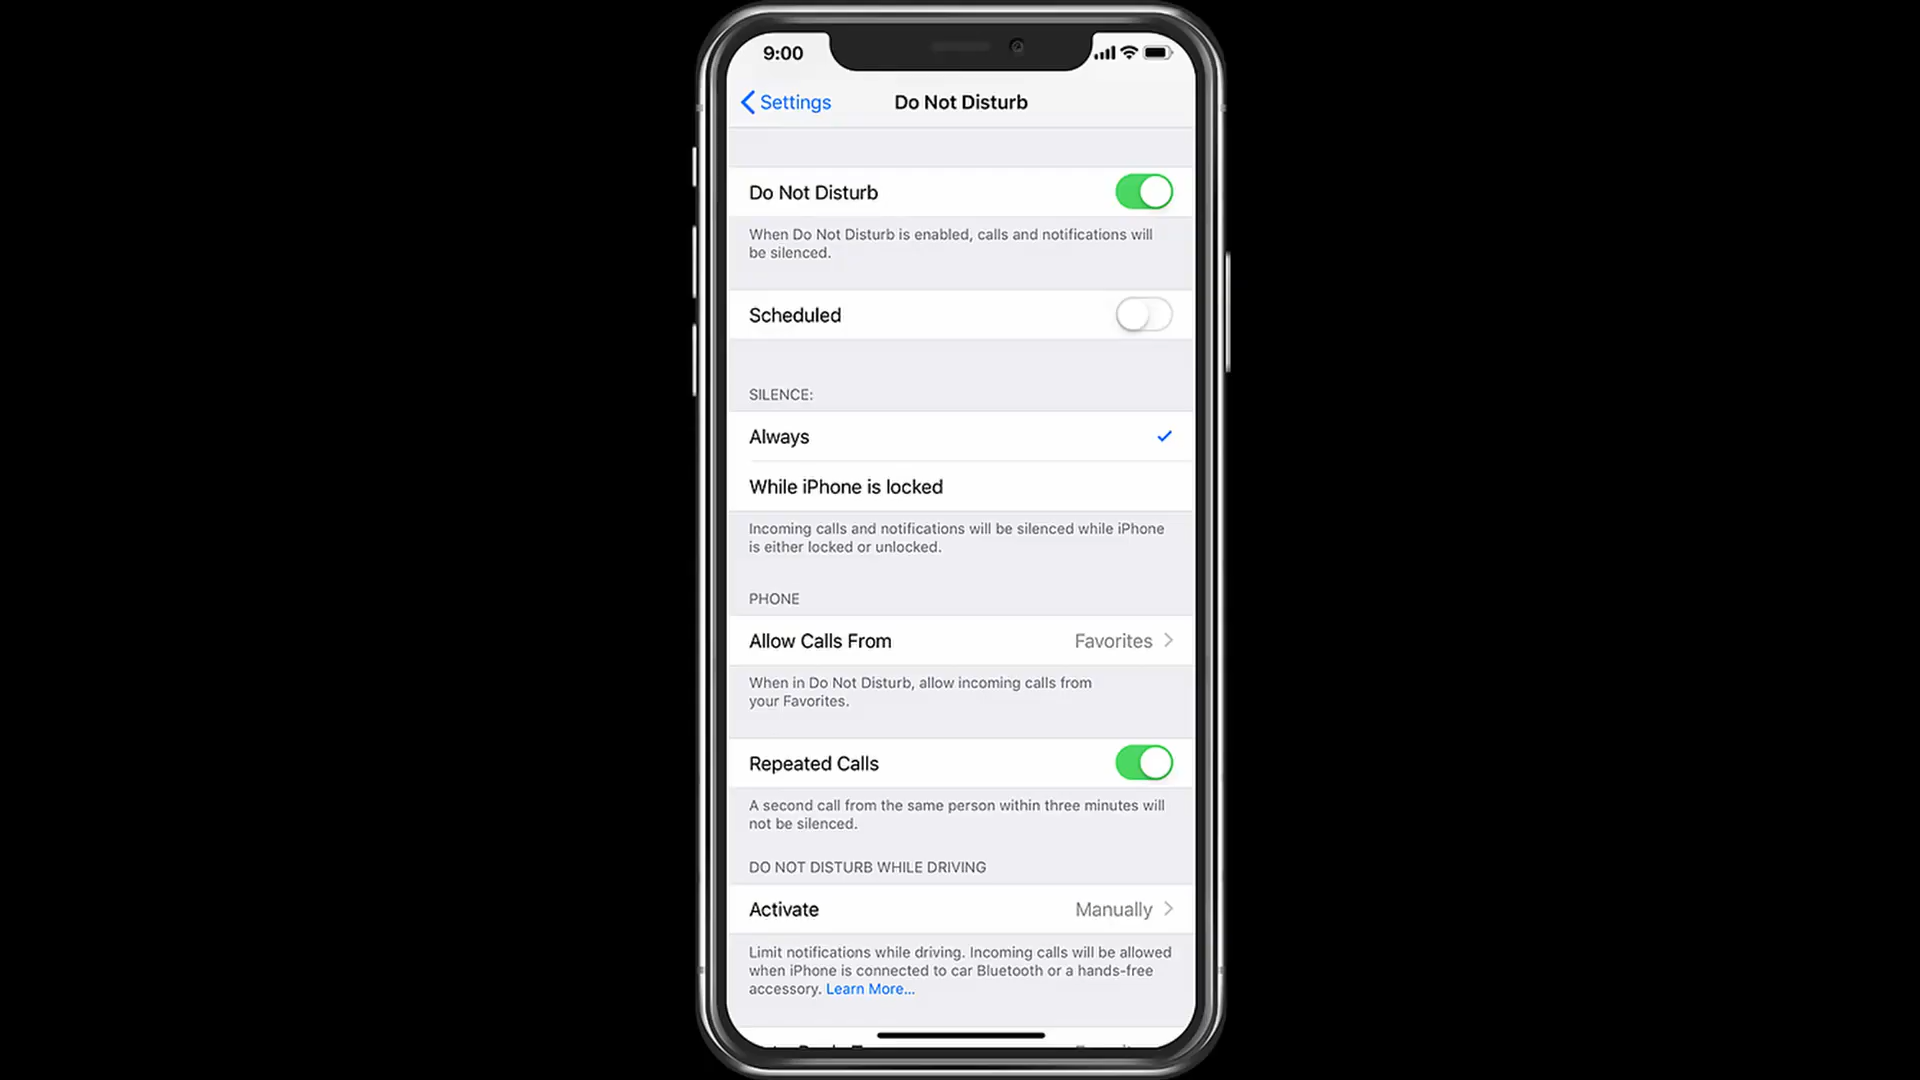 9:00
Settings
Do Not Disturb
Do Not Disturb
When Do Not Disturb is enabled, calls and notifications will
be silenced.
Scheduled
SILENCE:
Always
While iPhone is locked
Incoming calls and notifications will be silenced while iPhone
is either locked or unlocked.
PHONE
Allow Calls From Favorites
When in Do Not Disturb, allow incoming calls from
your Favorites.
Repeated Calls
A second call from the same person within three minutes will
not be silenced.
DO NOT DISTURB WHILE DRIVING
Activate Manually
Limit notifications while driving. Incoming calls will be allowed
when iPhone is connected to car Bluetooth or a hands-free
accessory. Learn More...